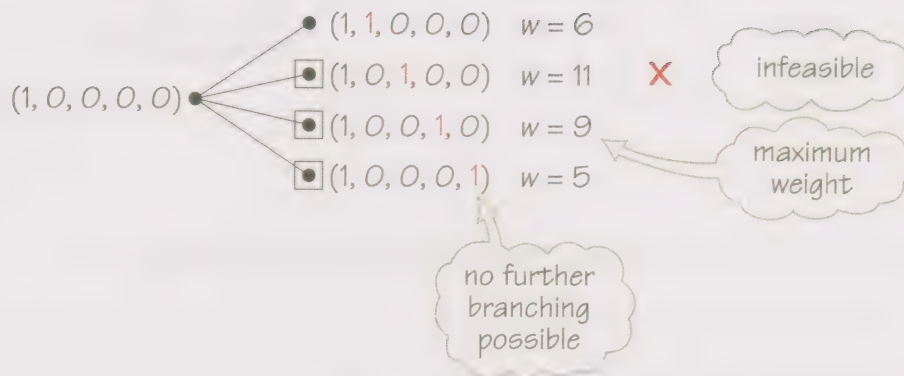 (1, 1, 0, 0, 0) w = 6
(1, 0, 1, 0, 0) w = 11 X infeasible
(1, 0, 0, 0, 0)
(1, 0, 0, 1, 0) w = 9
maximum
weight
(1, 0, 0, 0, 1) w = 5
no further
branching
possible